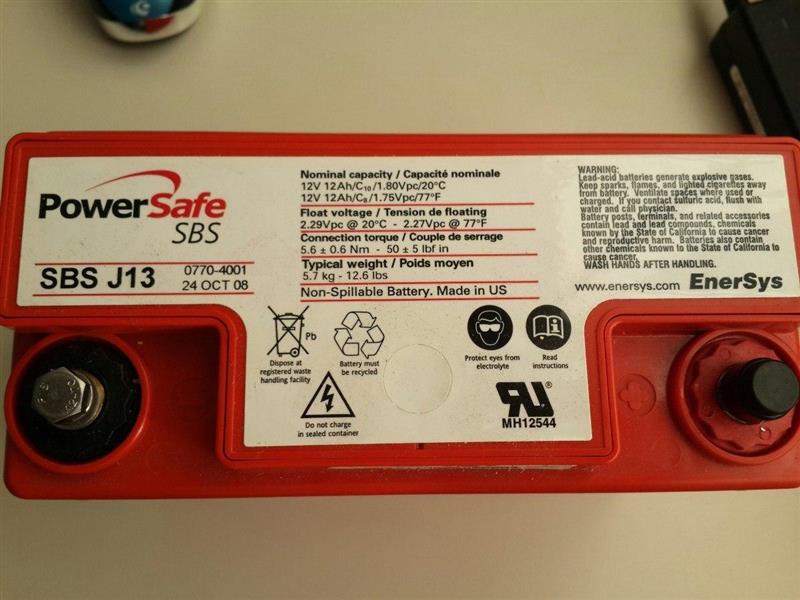 PowerSafe
SBS
SBS J13
0770-4001
24 OCT 08
Nominal capacity / Capacité nominale
12V 12Ah/C10/1.80Vpc/20°C
12V 12Ah/C8/1.75Vpc/77°F
Float voltage / Tension de floating
2.29Vpc @ 20°C - 2.27Vpc @ 77°F
Connection torque / Couple de serrage
5.6 ± 0.6 Nm - 50 ± 5 lbf in
Typical weight / Poids moyen
5.7 kg - 12.6 lbs
Non-Spillable Battery. Made in US
WARNING:
Lead-acid batteries generate explosive gases.
Keep sparks, flames, and lighted cigarettes away
from battery. Ventilate spaces where used or
charged. If you contact sulfuric acid, flush with
water and call physician.
Battery posts, terminals, and related accessories
contain lead and lead compounds, chemicals
known by the State of California to cause cancer
and reproductive harm. Batteries also contain
other chemicals known to the State of California to
cause cancer.
WASH HANDS AFTER HANDLING.
www.enersys.com EnerSys
Pb
Dispose at
registered waste
handling facility
Battery must
be recycled
Do not charge
in sealed container
Protect eyes from
electrolyte
Read
instructions
®
MH12544